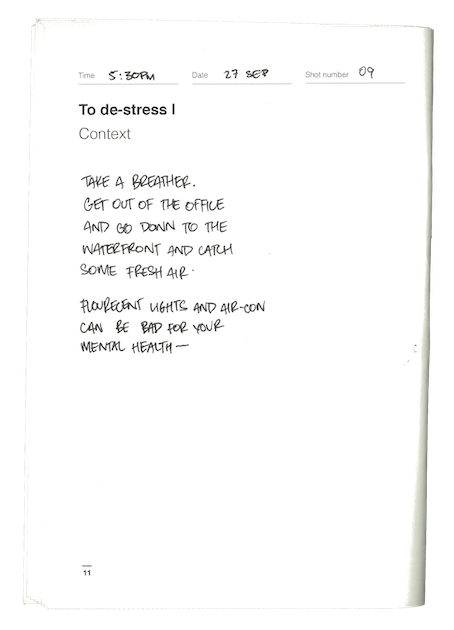 Time 5:30PM Date 27 SEP Shot number 09
To de-stress I
Context
TAKE A BREATHER.
GET OUT OF THE OFFICE
AND GO DOWN TO THE
WATERFRONT AND CATCH
SOME FRESH AIR.
FLOURECENT LIGHTS AND AIR-CON
CAN BE BAD FOR YOUR
MENTAL HEALTH —
11